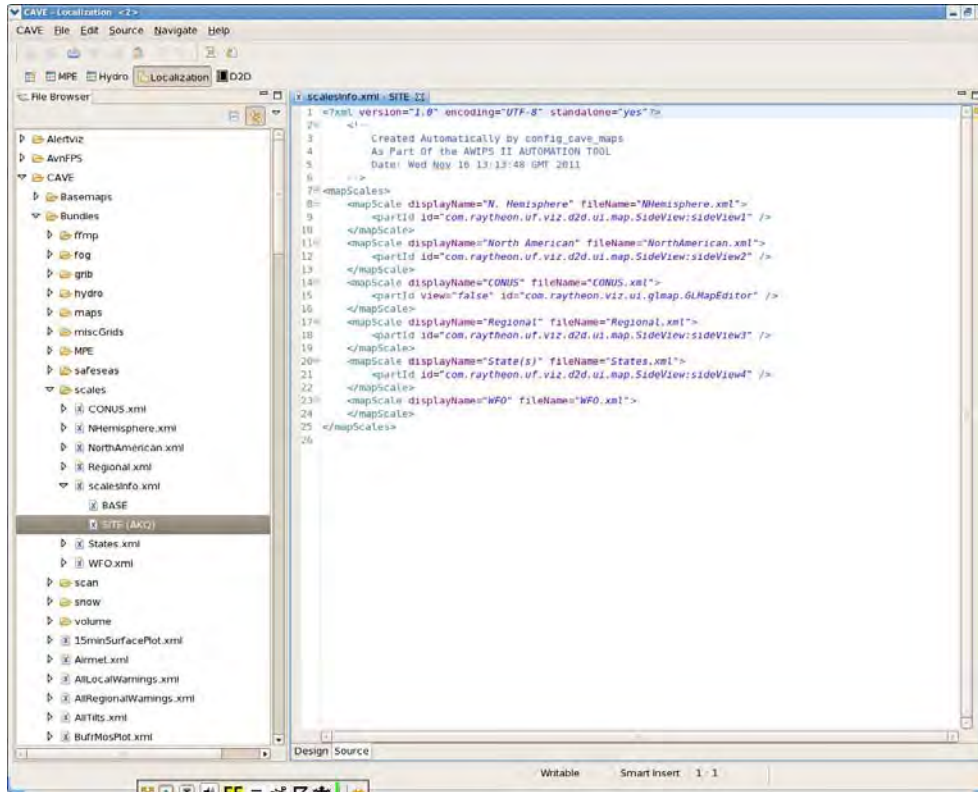 CAVE - Localization <2>
CAVE File Edit Source Navigate Help
MPE Hydro Localization D2D
File Browser
Alertviz
AvnFPS
CAVE
Basemaps
Bundles
ffmp
fog
grib
hydro
maps
miscGrids
MPE
safeseas
scales
CONUS.xml
NHemisphere.xml
NorthAmerican.xml
Regional.xml
scalesInfo.xml
BASE
SITE (AKQ)
States.xml
WFO.xml
scan
snow
volume
15minSurfacePlot.xml
Airmet.xml
AllLocalWarnings.xml
AllRegionalWarnings.xml
AllTilts.xml
BufrMosPlot.xml
scalesInfo.xml - SITE
1 <?xml version="1.0" encoding="UTF-8" standalone="yes"?>
2 <!--
3 Created Automatically by config_cave_maps
4 As Part Of the AWIPS II AUTOMATION TOOL
5 Date: Wed Nov 16 13:13:48 GMT 2011
6 -->
7 <mapScales>
8 <mapScale displayName="N. Hemisphere" fileName="NHemisphere.xml">
9 <partId id="com.raytheon.uf.viz.d2d.ui.map.SideView:sideView1" />
10 </mapScale>
11 <mapScale displayName="North American" fileName="NorthAmerican.xml">
12 <partId id="com.raytheon.uf.viz.d2d.ui.map.SideView:sideView2" />
13 </mapScale>
14 <mapScale displayName="CONUS" fileName="CONUS.xml">
15 <partId view="false" id="com.raytheon.viz.ui.glmap.GLMapEditor" />
16 </mapScale>
17 <mapScale displayName="Regional" fileName="Regional.xml">
18 <partId id="com.raytheon.uf.viz.d2d.ui.map.SideView:sideView3" />
19 </mapScale>
20 <mapScale displayName="State(s)" fileName="States.xml">
21 <partId id="com.raytheon.uf.viz.d2d.ui.map.SideView:sideView4" />
22 </mapScale>
23 <mapScale displayName="WFO" fileName="WFO.xml">
24 </mapScale>
25 </mapScales>
26
Design Source
Writable Smart Insert 1 : 1